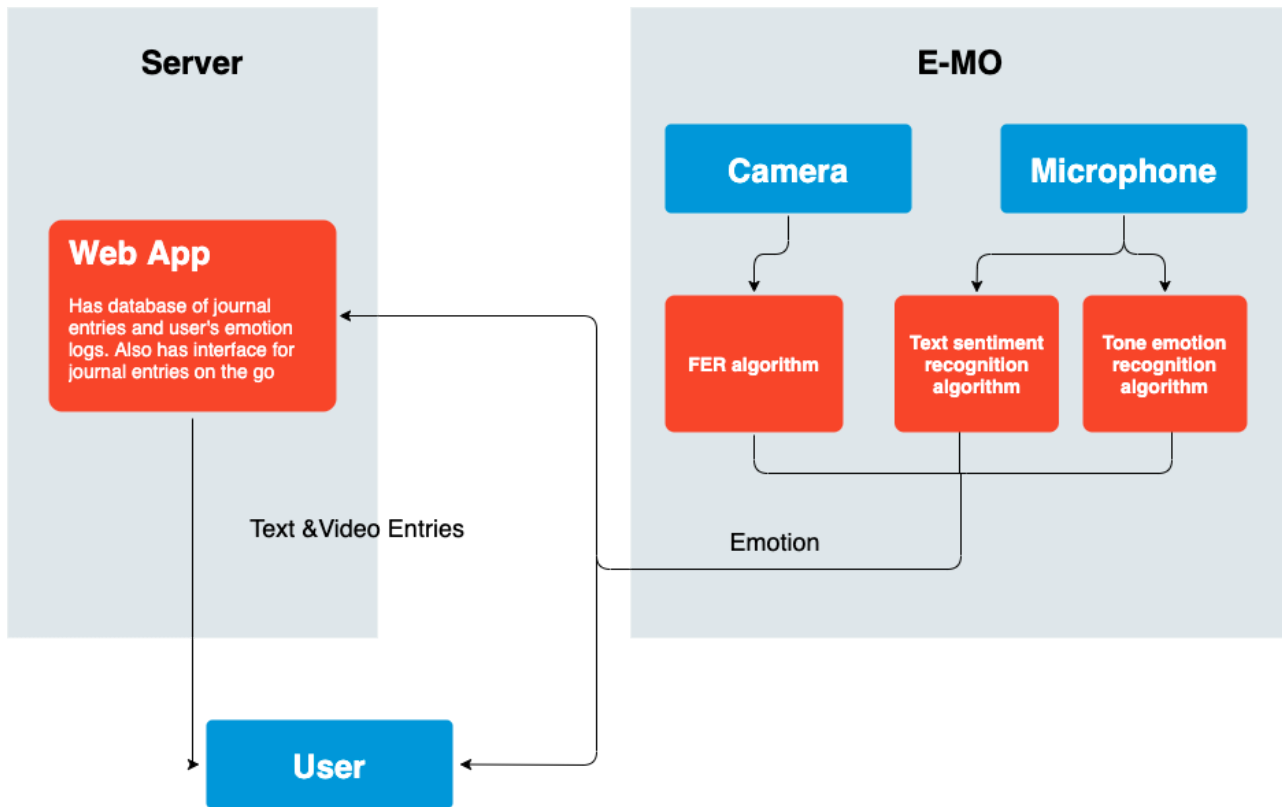 Server
Web App
Has database of journal
entries and user's emotion
logs. Also has interface for
journal entries on the go
Text &Video Entries
User
E-MO
Camera
Microphone
FER algorithm
Text sentiment
recognition
algorithm
Tone emotion
recognition
algorithm
Emotion